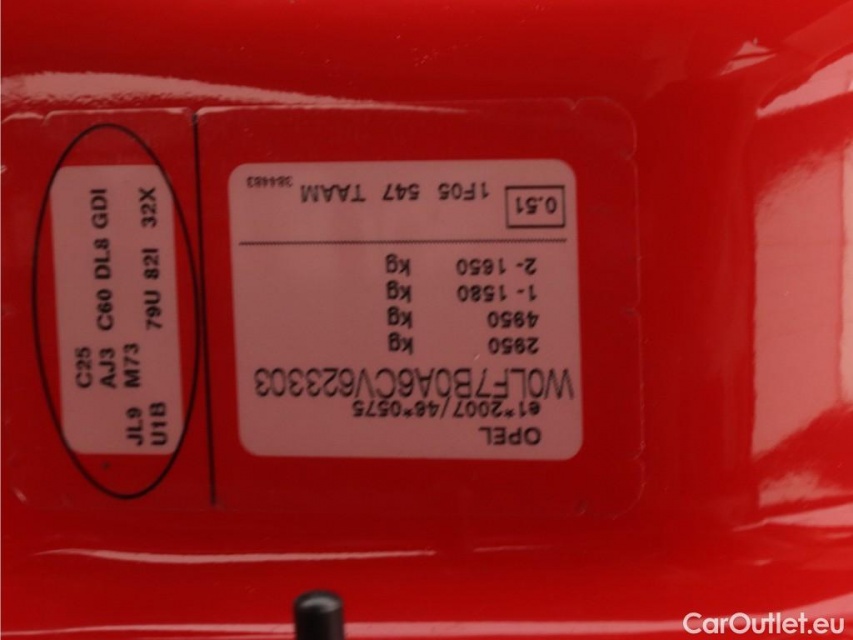 OPEL
e1*2007/46*0575
W0LF7B0A6CV623303
2950 kg
4950 kg
1- 1580 kg
2- 1650 kg
0.51 1F05 547 TAAM
384483
C25 C60 DL8 GDI
AJ3
JL9 M73 79U 82I 32X
U1B
CarOutlet.eu